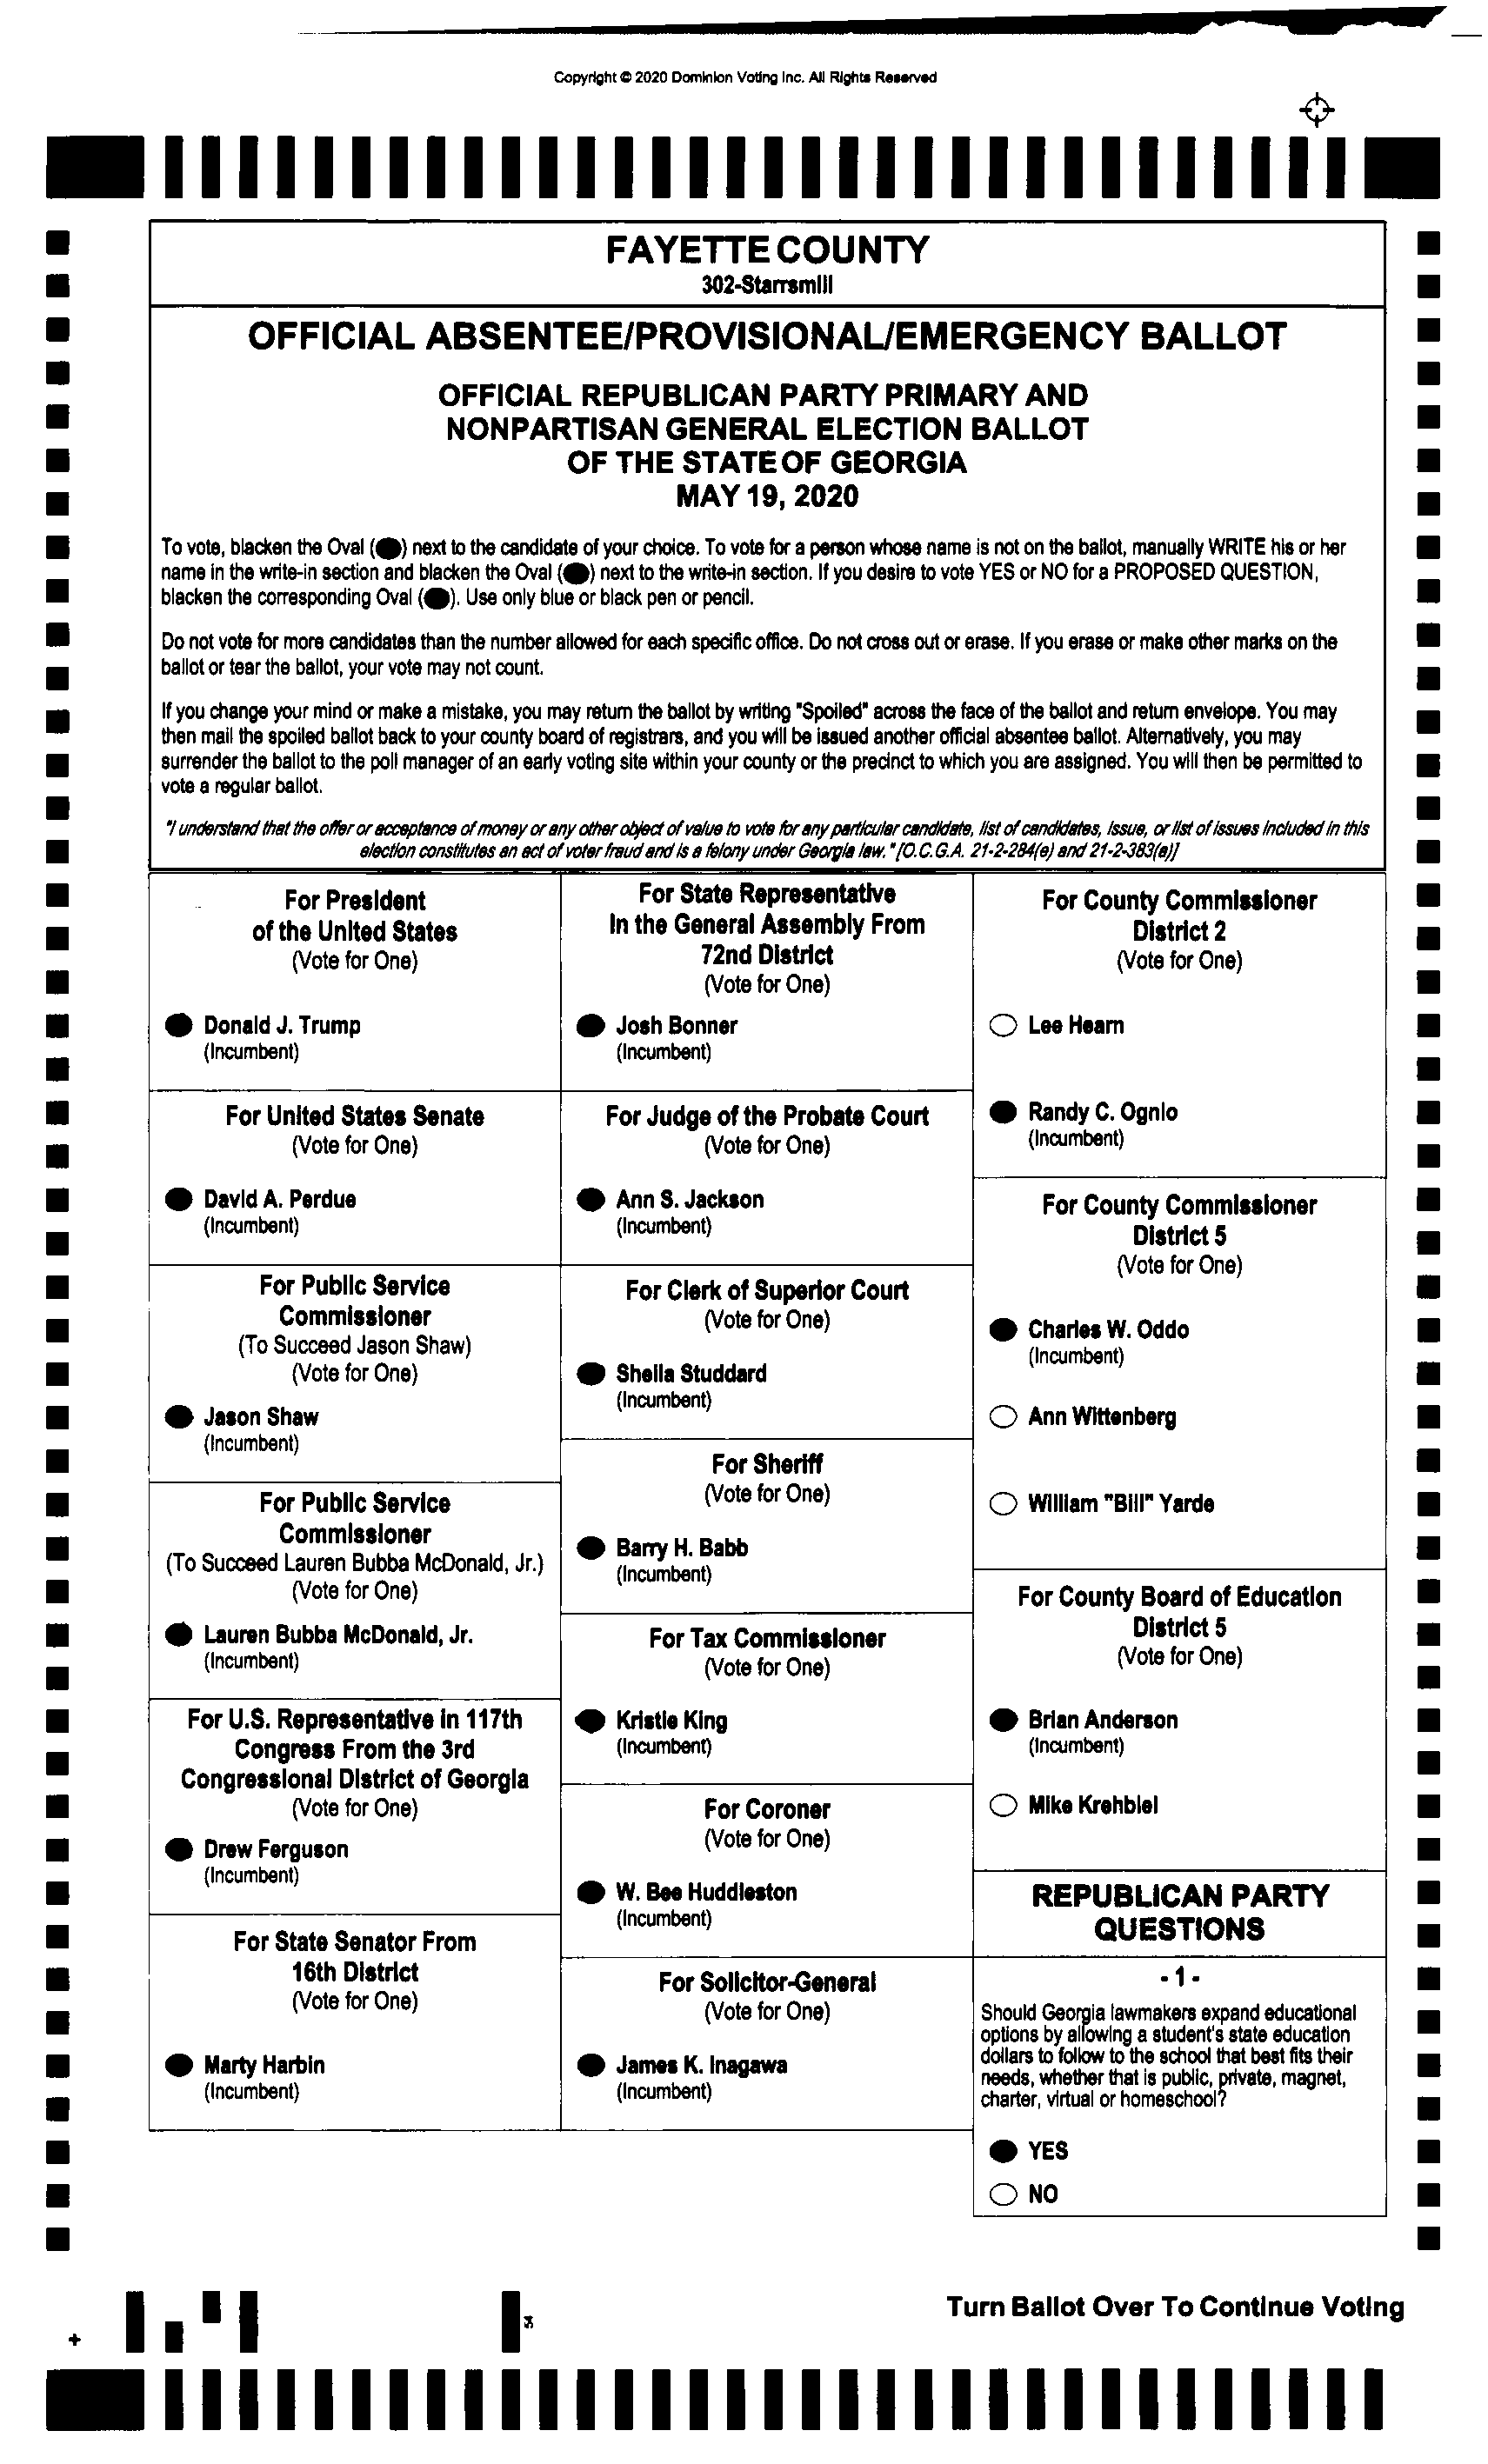 Copyright © 2020 Dominion Voting Inc. All Rights Reserved
FAYETTE COUNTY
302-Starrsmill
OFFICIAL ABSENTEE/PROVISIONAL/EMERGENCY BALLOT
OFFICIAL REPUBLICAN PARTY PRIMARY AND
NONPARTISAN GENERAL ELECTION BALLOT
OF THE STATE OF GEORGIA
MAY 19, 2020
To vote, blacken the Oval () next to the candidate of your choice. To vote for a person whose name is not on the ballot, manually WRITE his or her
name in the write-in section and blacken the Oval () next to the write-in section. If you desire to vote YES or NO for a PROPOSED QUESTION,
blacken the corresponding Oval (). Use only blue or black pen or pencil.
Do not vote for more candidates than the number allowed for each specific office. Do not cross out or erase. If you erase or make other marks on the
ballot or tear the ballot, your vote may not count.
If you change your mind or make a mistake, you may return the ballot by writing "Spoiled" across the face of the ballot and return envelope. You may
then mail the spoiled ballot back to your county board of registrars, and you will be issued another official absentee ballot. Alternatively, you may
surrender the ballot to the poll manager of an early voting site within your county or the precinct to which you are assigned. You will then be permitted to
vote a regular ballot.
"I understand that the offer or acceptance of money or any other object of value to vote for any particular candidate, list of candidates, issue, or list of issues included in this
election constitutes an act of voter fraud and is a felony under Georgia law." [O.C.G.A. 21-2-284(e) and 21-2-383(a)]
For President
of the United States
(Vote for One)
Donald J. Trump
(Incumbent)
For United States Senate
(Vote for One)
David A. Perdue
(Incumbent)
For Public Service
Commissioner
(To Succeed Jason Shaw)
(Vote for One)
Jason Shaw
(Incumbent)
For Public Service
Commissioner
(To Succeed Lauren Bubba McDonald, Jr.)
(Vote for One)
Lauren Bubba McDonald, Jr.
(Incumbent)
For U.S. Representative in 117th
Congress From the 3rd
Congressional District of Georgia
(Vote for One)
Drew Ferguson
(Incumbent)
For State Senator From
16th District
(Vote for One)
Marty Harbin
(Incumbent)
For State Representative
In the General Assembly From
72nd District
(Vote for One)
Josh Bonner
(Incumbent)
For Judge of the Probate Court
(Vote for One)
Ann S. Jackson
(Incumbent)
For Clerk of Superior Court
(Vote for One)
Sheila Studdard
(Incumbent)
For Sheriff
(Vote for One)
Barry H. Babb
(Incumbent)
For Tax Commissioner
(Vote for One)
Kristie King
(Incumbent)
For Coroner
(Vote for One)
W. Bee Huddleston
(Incumbent)
For Solicitor-General
(Vote for One)
James K. Inagawa
(Incumbent)
For County Commissioner
District 2
(Vote for One)
Lee Hearn
Randy C. Ognio
(Incumbent)
For County Commissioner
District 5
(Vote for One)
Charles W. Oddo
(Incumbent)
Ann Wittenberg
William "Bill" Yarde
For County Board of Education
District 5
(Vote for One)
Brian Anderson
(Incumbent)
Mike Krehbiel
REPUBLICAN PARTY
QUESTIONS
- 1 -
Should Georgia lawmakers expand educational
options by allowing a student's state education
dollars to follow to the school that best fits their
needs, whether that is public, private, magnet,
charter, virtual or homeschool?
YES
NO
Turn Ballot Over To Continue Voting